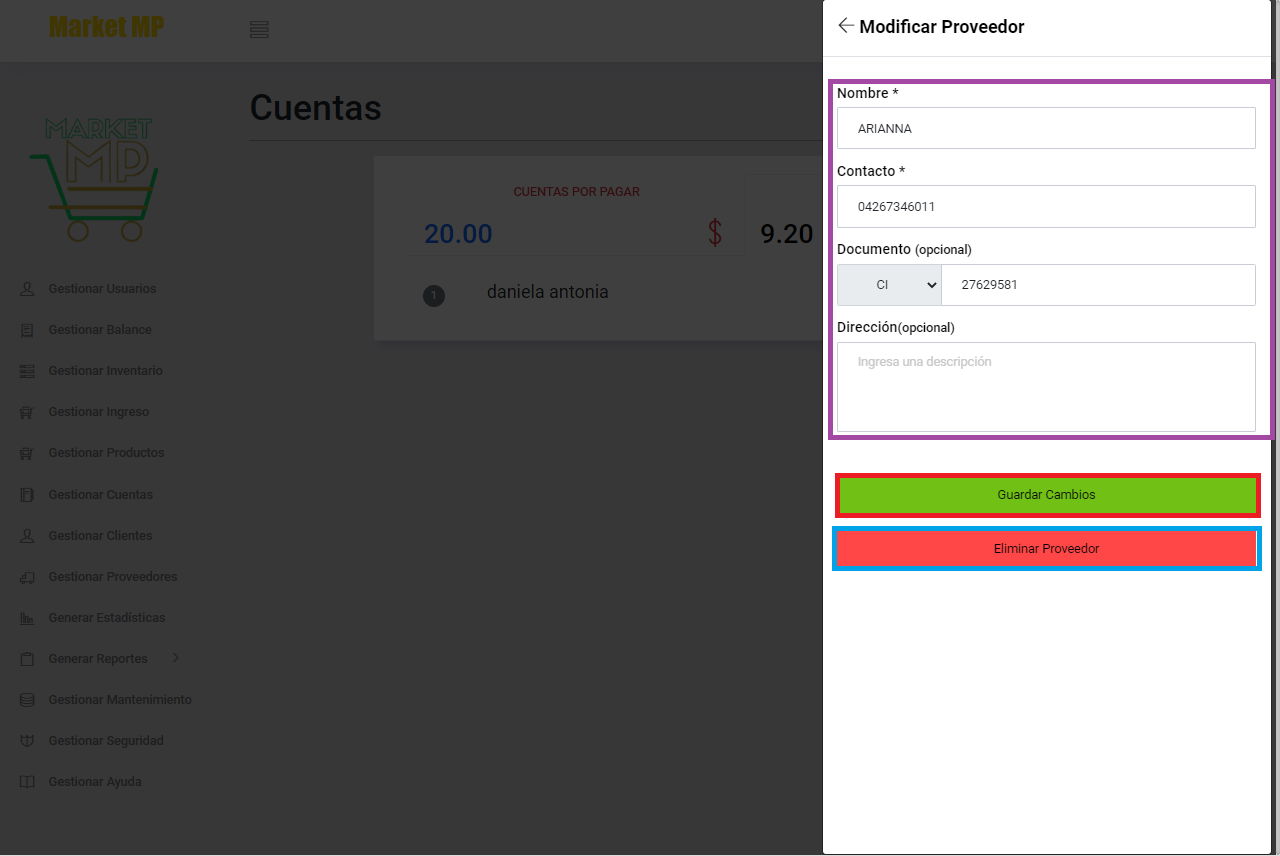 Market MP
MARKET
MP
Gestionar Usuarios
Gestionar Balance
Gestionar Inventario
Gestionar Ingreso
Gestionar Productos
Gestionar Cuentas
Gestionar Clientes
Gestionar Proveedores
Generar Estadísticas
Generar Reportes
Gestionar Mantenimiento
Gestionar Seguridad
Gestionar Ayuda
Cuentas
CUENTAS POR PAGAR
20.00 $ 9.20
1 daniela antonia
Modificar Proveedor
Nombre *
ARIANNA
Contacto *
04267346011
Documento (opcional)
CI 27629581
Dirección(opcional)
Ingresa una descripción
Guardar Cambios
Eliminar Proveedor